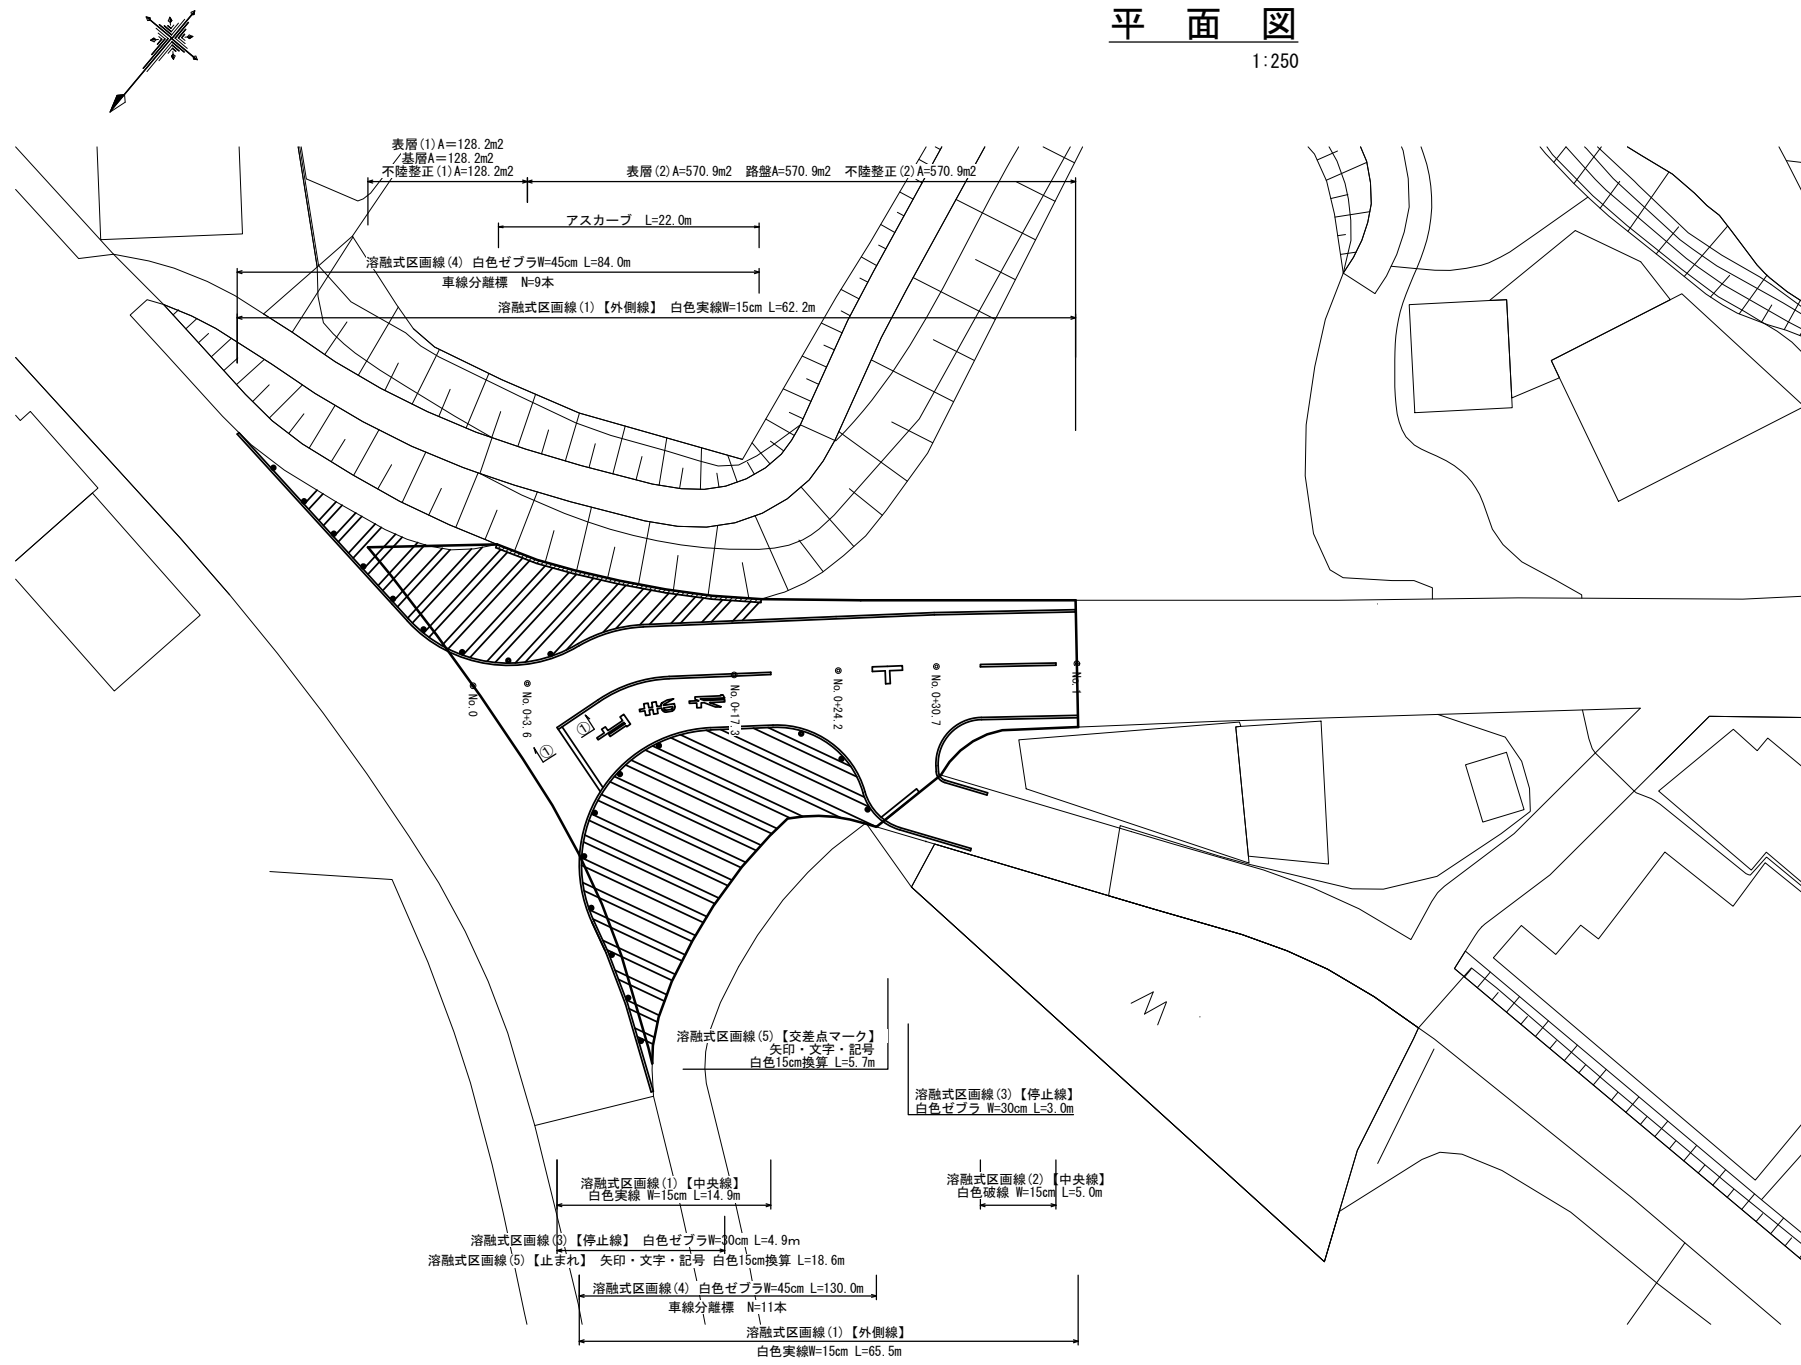 平 面 図
1:250
表層(1)A=128.2m2
基層A=128.2m2
不陸整正(1)A=128.2m2
表層(2)A=570.9m2 路盤A=570.9m2 不陸整正(2)A=570.9m2
アスカーブ L=22.0m
溶融式区画線(4) 白色ゼブラW=45cm L=84.0m
車線分離標 N=9本
溶融式区画線(1)【外側線】 白色実線W=15cm L=62.2m
No.0
No.0+3.6
No.0+17.3
No.0+24.2
No.0+30.7
No.1
止まれ
①
①
溶融式区画線(5)【交差点マーク】
矢印・文字・記号
白色15cm換算 L=5.7m
溶融式区画線(3)【停止線】
白色ゼブラ W=30cm L=3.0m
溶融式区画線(1)【中央線】
白色実線 W=15cm L=14.9m
溶融式区画線(2)【中央線】
白色破線 W=15cm L=5.0m
溶融式区画線(3)【停止線】 白色ゼブラW=30cm L=4.9m
溶融式区画線(5)【止まれ】 矢印・文字・記号 白色15cm換算 L=18.6m
溶融式区画線(4) 白色ゼブラW=45cm L=130.0m
車線分離標 N=11本
溶融式区画線(1)【外側線】
白色実線W=15cm L=65.5m